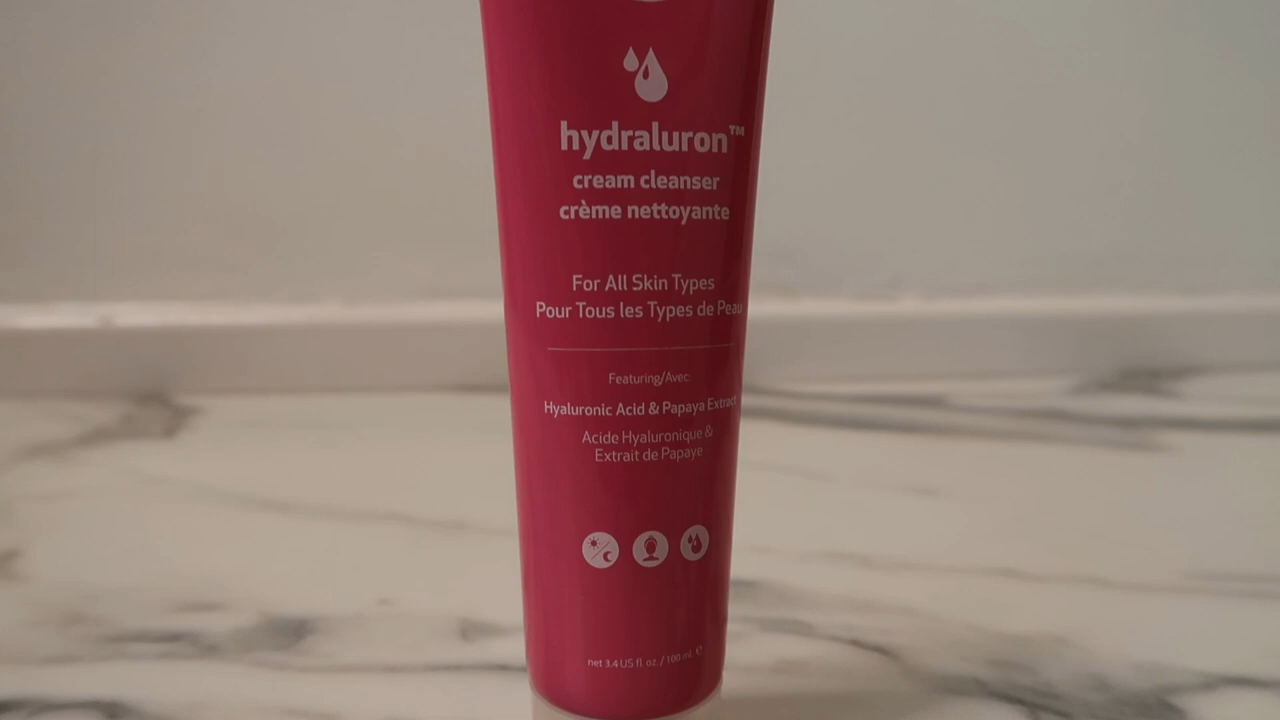 hydraluron™
cream cleanser
crème nettoyante
For All Skin Types
Pour Tous les Types de Peau
Featuring/Avec:
Hyaluronic Acid & Papaya Extract
Acide Hyaluronique &
Extrait de Papaye
net 3.4 US fl. oz. / 100 mL ℮